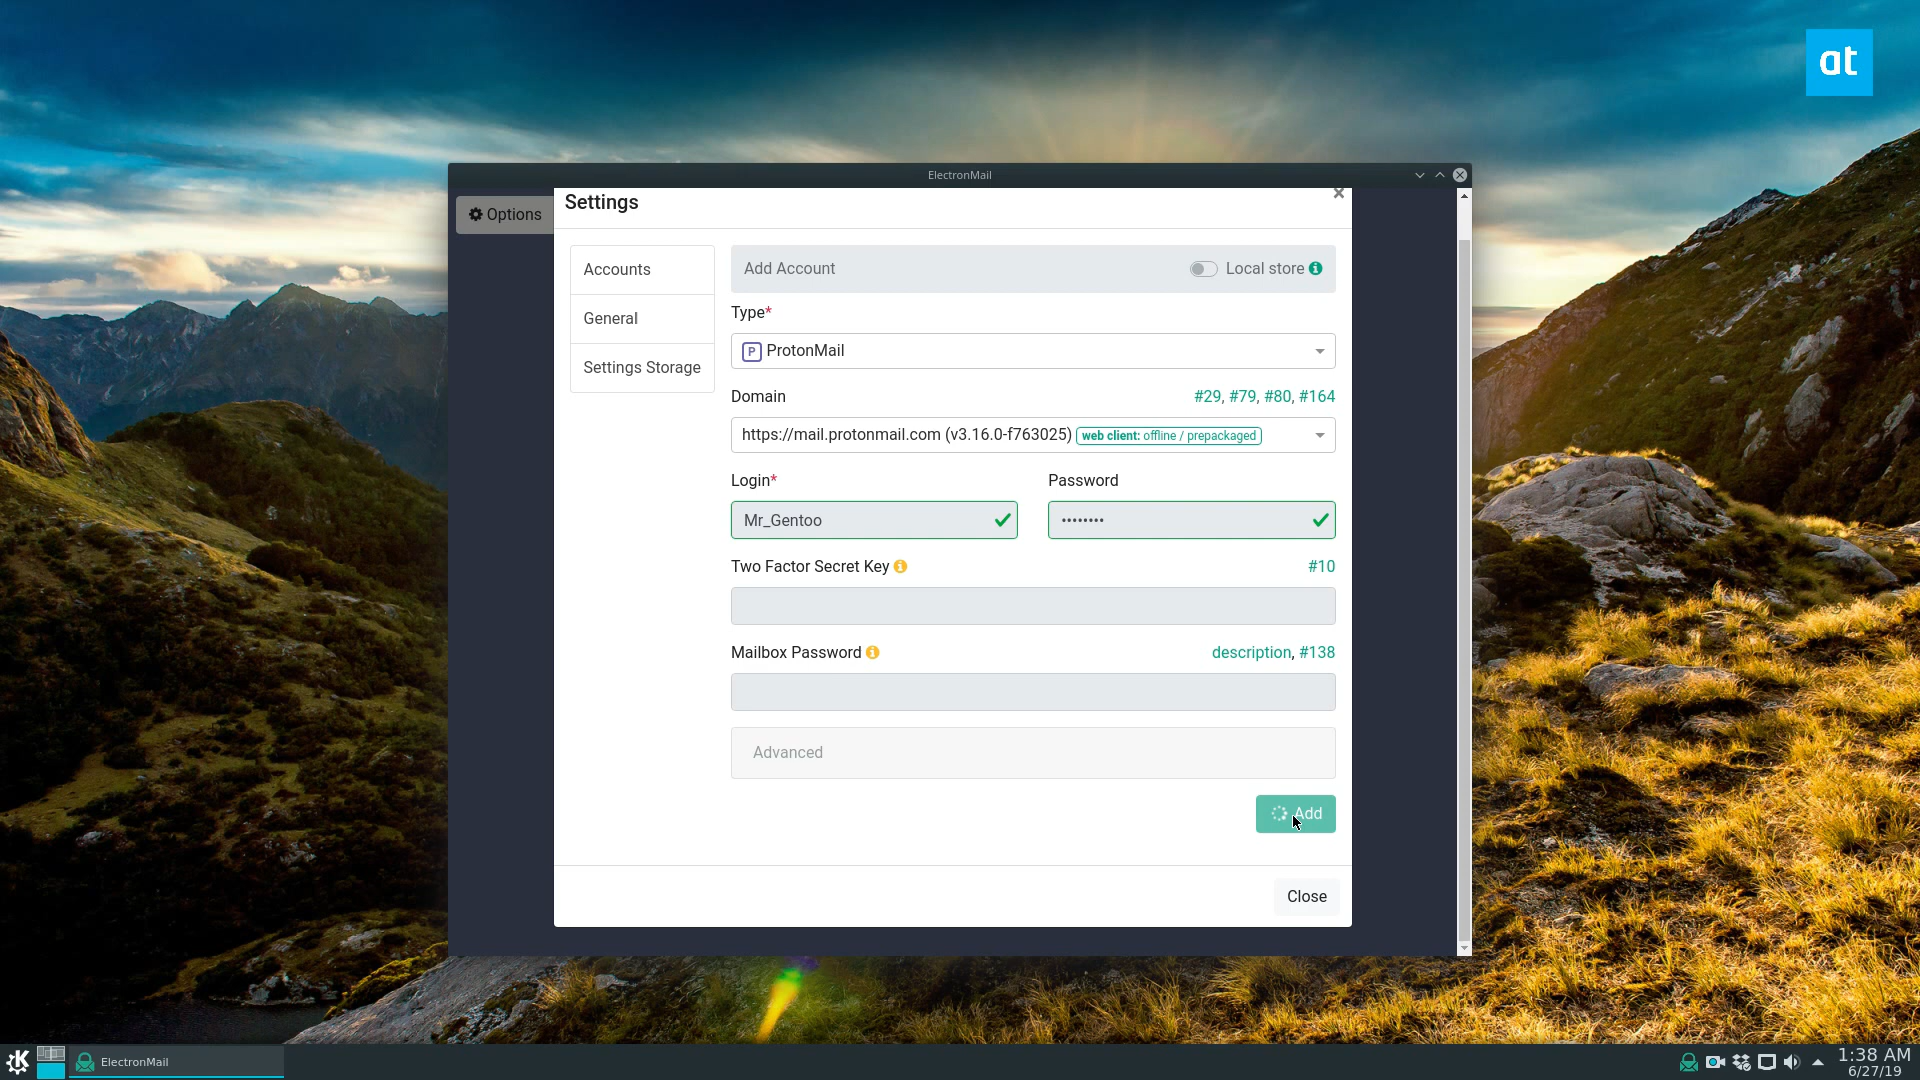 at
ElectronMail
Options
Settings
×
Accounts
General
Settings Storage
Add Account
Local store
Type*
P ProtonMail
Domain
#29, #79, #80, #164
https://mail.protonmail.com (v3.16.0-f763025) web client: offline / prepackaged
Login*
Password
Mr_Gentoo
••••••••
Two Factor Secret Key
#10
Mailbox Password
description, #138
Advanced
Add
Close
ElectronMail
1:38 AM
6/27/19